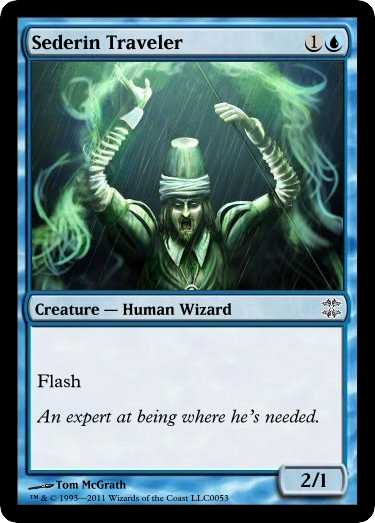 Sederin Traveler 1
Creature — Human Wizard
Flash
An expert at being where he's needed.
Tom McGrath
2/1
™ & © 1993—2011 Wizards of the Coast LLC0053